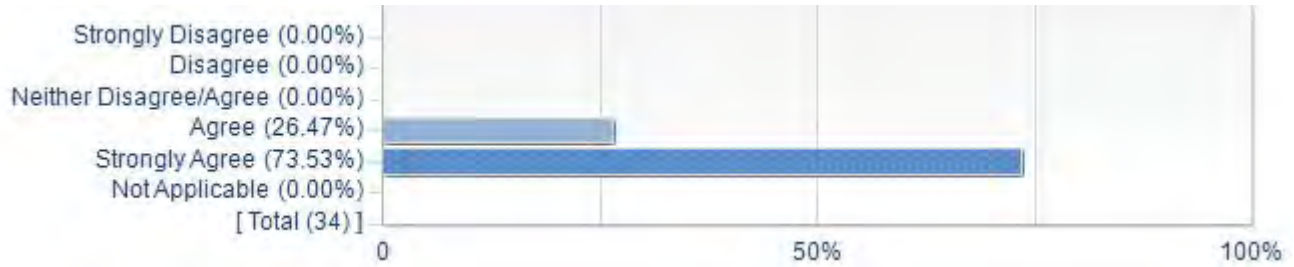 Strongly Disagree (0.00%)
Disagree (0.00%)
Neither Disagree/Agree (0.00%)
Agree (26.47%)
Strongly Agree (73.53%)
Not Applicable (0.00%)
[ Total (34) ]
0 50% 100%